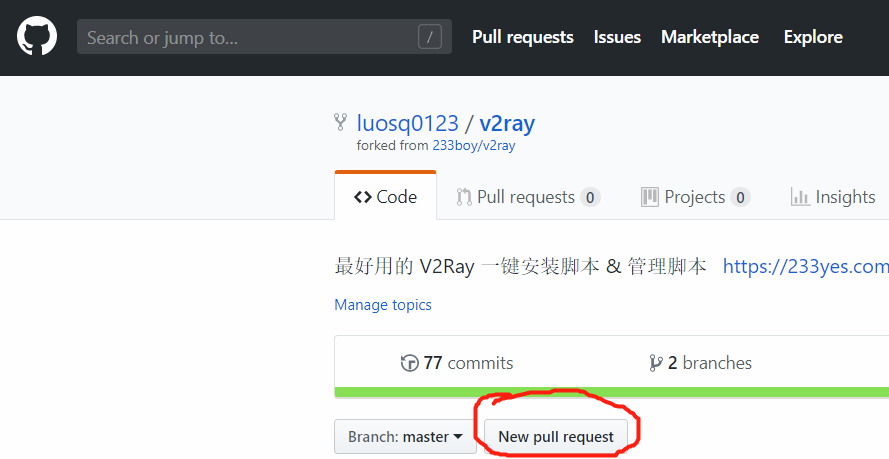 Search or jump to... / Pull requests Issues Marketplace Explore
luosq0123 / v2ray
forked from 233boy/v2ray
<> Code Pull requests 0 Projects 0 Insights
最好用的 V2Ray 一键安装脚本 & 管理脚本 https://233yes.com
Manage topics
77 commits 2 branches
Branch: master New pull request